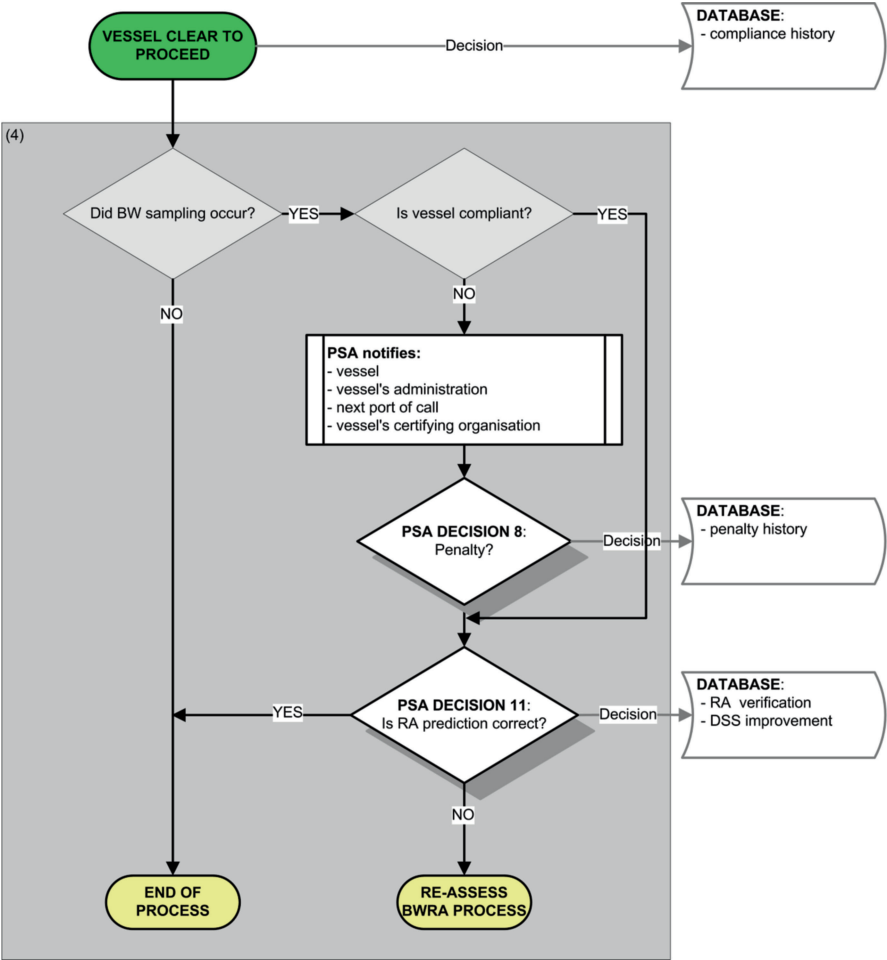 VESSEL CLEAR TO
PROCEED
Decision
DATABASE:
- compliance history
(4)
Did BW sampling occur?
YES
Is vessel compliant?
YES
NO
NO
PSA notifies:
- vessel
- vessel's administration
- next port of call
- vessel's certifying organisation
PSA DECISION 8:
Penalty?
Decision
DATABASE:
- penalty history
PSA DECISION 11:
Is RA prediction correct?
YES
Decision
DATABASE:
- RA verification
- DSS improvement
NO
END OF
PROCESS
RE-ASSESS
BWRA PROCESS